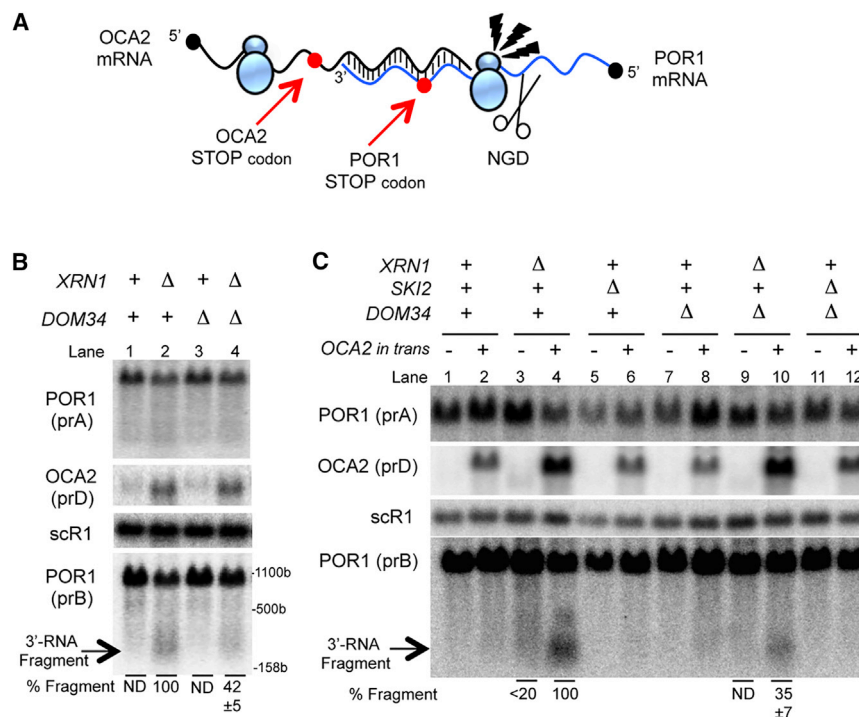 A
OCA2
mRNA
5'
3'
POR1
mRNA
5'
OCA2
STOP codon
POR1
STOP codon
NGD
B
XRN1 + Δ + Δ
DOM34 + + Δ Δ
Lane 1 2 3 4
POR1
(prA)
OCA2
(prD)
scR1
POR1
(prB)
-1100b
-500b
3'-RNA
Fragment
-158b
% Fragment ND 100 ND 42
±5
C
XRN1 + Δ + + Δ +
SKI2 + + Δ + + Δ
DOM34 + + + Δ Δ Δ
OCA2 in trans - + - + - + - + - + - +
Lane 1 2 3 4 5 6 7 8 9 10 11 12
POR1 (prA)
OCA2 (prD)
scR1
POR1 (prB)
3'-RNA
Fragment
% Fragment <20 100 ND 35
±7